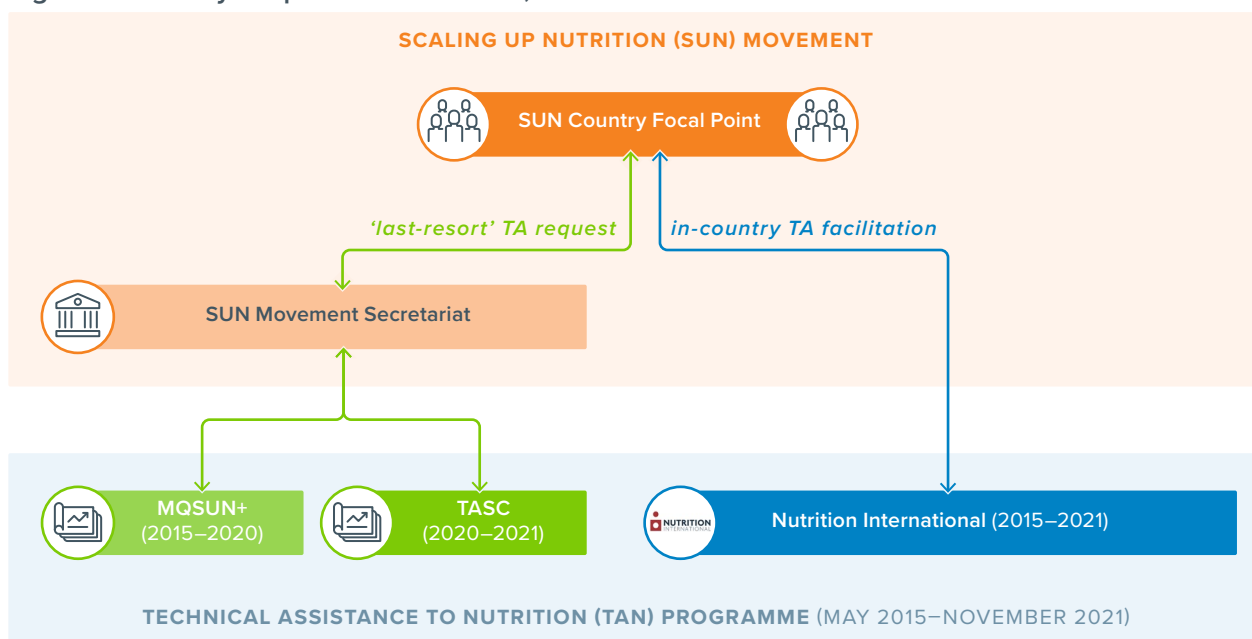 SCALING UP NUTRITION (SUN) MOVEMENT
SUN Country Focal Point
‘last-resort’ TA request
in-country TA facilitation
SUN Movement Secretariat
MQSUN+
(2015–2020)
TASC
(2020–2021)
NUTRITION
INTERNATIONAL
Nutrition International (2015–2021)
TECHNICAL ASSISTANCE TO NUTRITION (TAN) PROGRAMME (MAY 2015–NOVEMBER 2021)